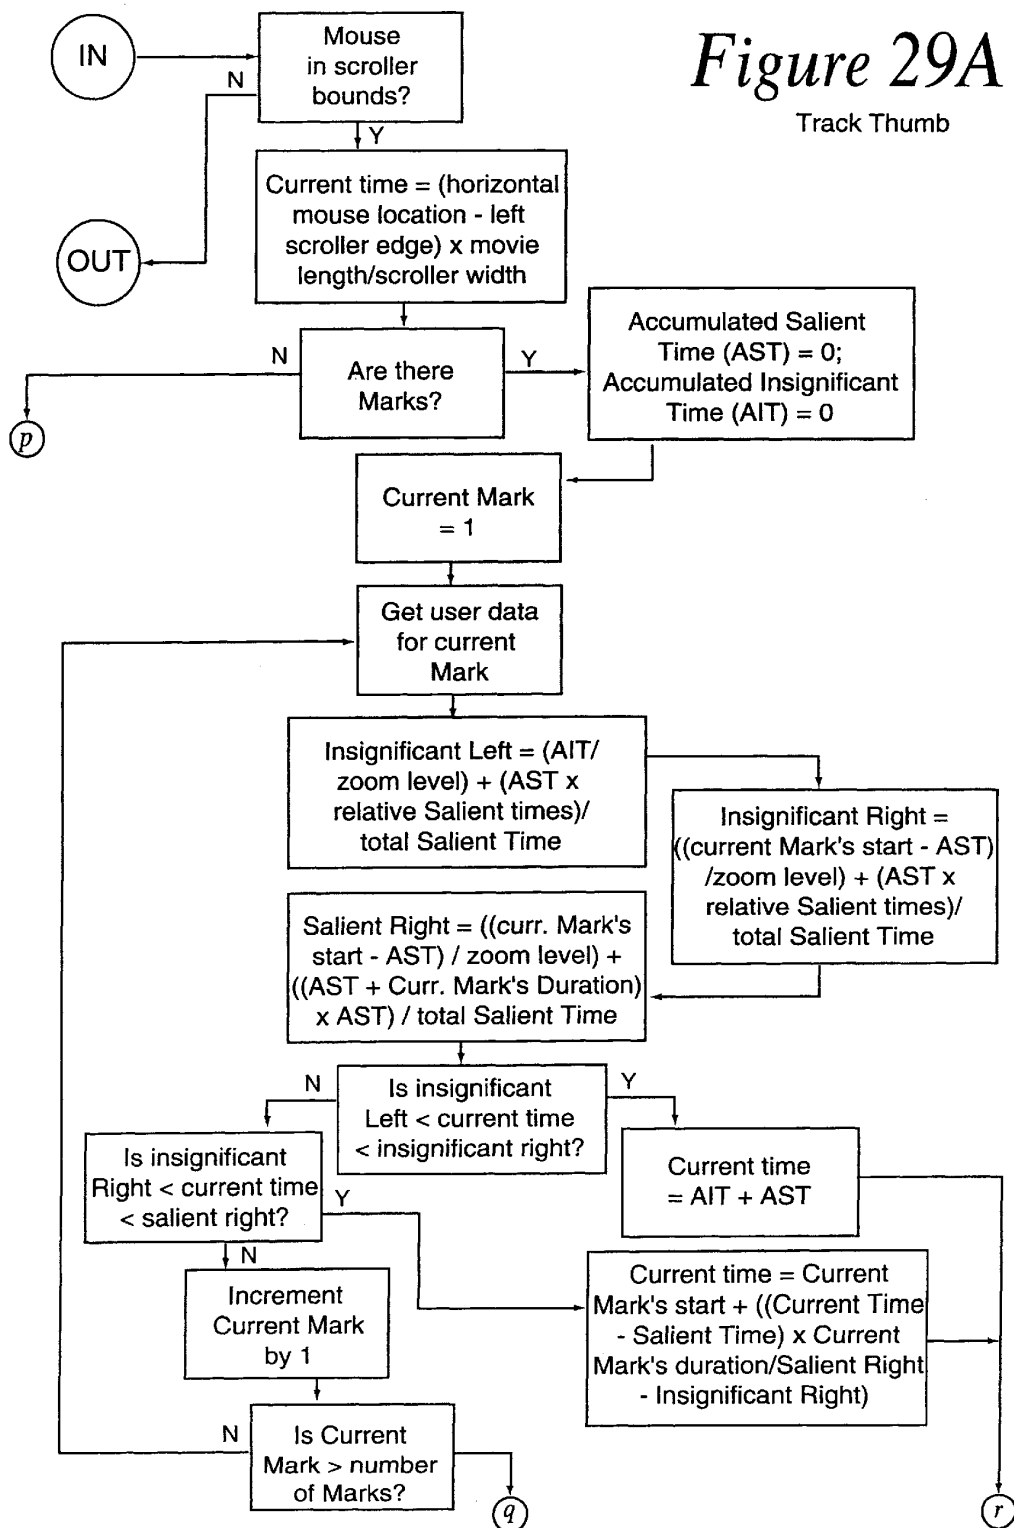 Figure 29A
Track Thumb
IN
Mouse
in scroller
bounds?
N
Y
OUT
Current time = (horizontal
mouse location - left
scroller edge) x movie
length/scroller width
Are there
Marks?
N
Y
p
Accumulated Salient
Time (AST) = 0;
Accumulated Insignificant
Time (AIT) = 0
Current Mark
= 1
Get user data
for current
Mark
Insignificant Left = (AIT/
zoom level) + (AST x
relative Salient times)/
total Salient Time
Insignificant Right =
((current Mark's start - AST)
/zoom level) + (AST x
relative Salient times)/
total Salient Time
Salient Right = ((curr. Mark's
start - AST) / zoom level) +
((AST + Curr. Mark's Duration)
x AST) / total Salient Time
Is insignificant
Left < current time
< insignificant right?
N
Y
Current time
= AIT + AST
Is insignificant
Right < current time
< salient right?
Y
N
Current time = Current
Mark's start + ((Current Time
- Salient Time) x Current
Mark's duration/Salient Right
- Insignificant Right)
Increment
Current Mark
by 1
Is Current
Mark > number
of Marks?
N
q
r